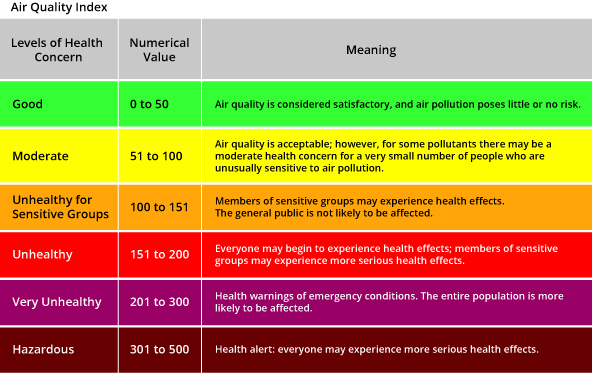 Air Quality Index
Levels of Health
Concern
Numerical
Value
Meaning
Good
0 to 50
Air quality is considered satisfactory, and air pollution poses little or no risk.
Moderate
51 to 100
Air quality is acceptable; however, for some pollutants there may be a
moderate health concern for a very small number of people who are
unusually sensitive to air pollution.
Unhealthy for
Sensitive Groups
100 to 151
Members of sensitive groups may experience health effects.
The general public is not likely to be affected.
Unhealthy
151 to 200
Everyone may begin to experience health effects; members of sensitive
groups may experience more serious health effects.
Very Unhealthy
201 to 300
Health warnings of emergency conditions. The entire population is more
likely to be affected.
Hazardous
301 to 500
Health alert: everyone may experience more serious health effects.